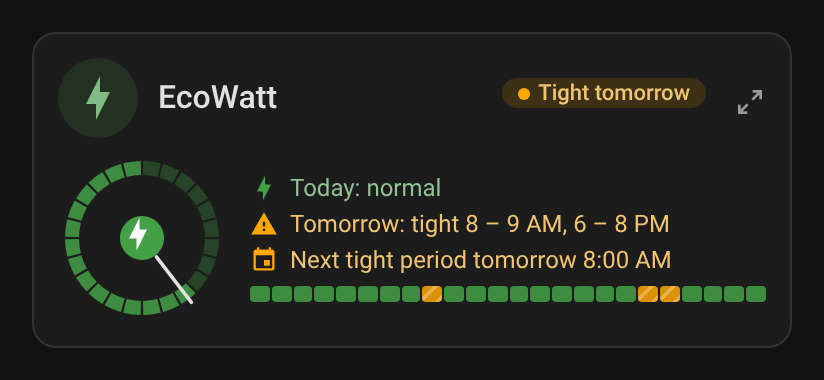 EcoWatt
Tight tomorrow
Today: normal
Tomorrow: tight 8 – 9 AM, 6 – 8 PM
Next tight period tomorrow 8:00 AM